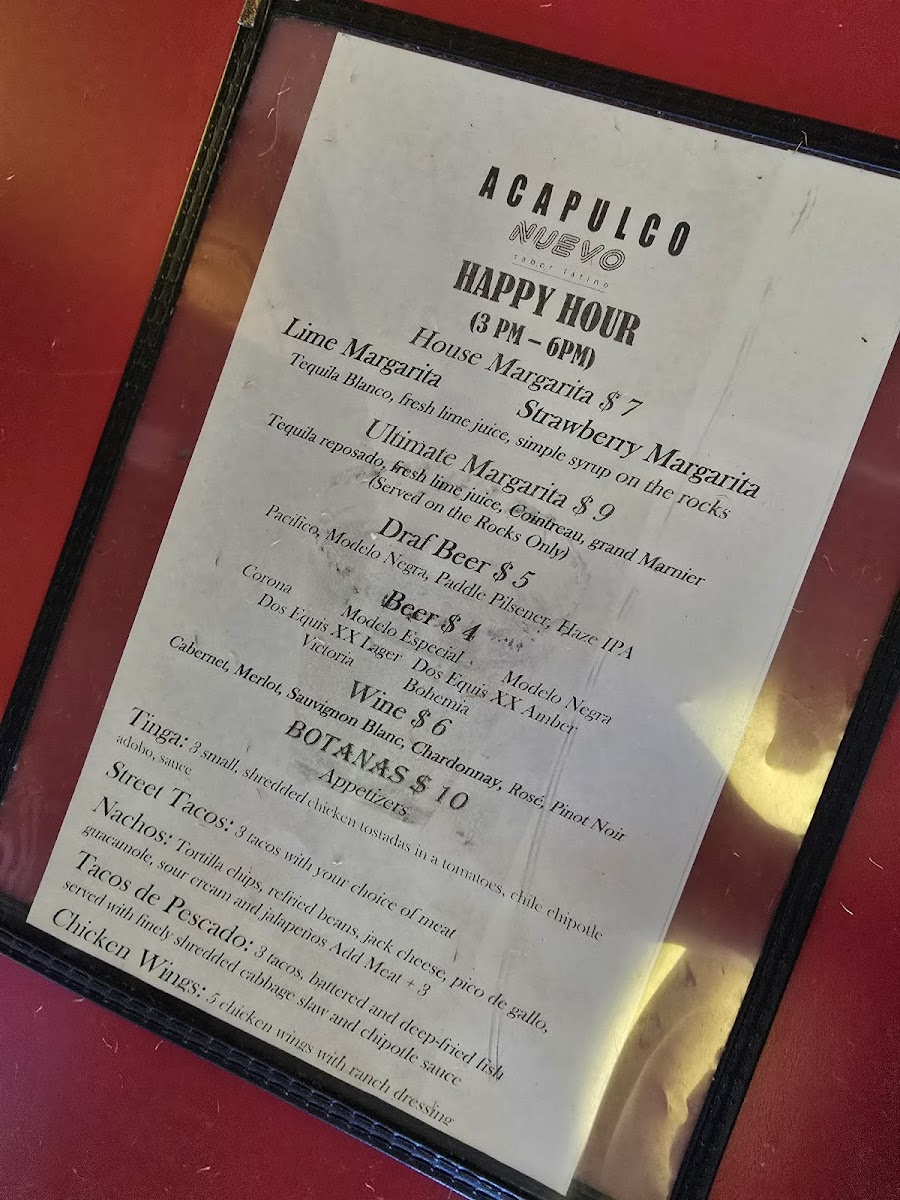 ACAPULCO
NUEVO
sabor latino
HAPPY HOUR
(3 PM – 6PM)
House Margarita $ 7
Lime Margarita Strawberry Margarita
Tequila Blanco, fresh lime juice, simple syrup on the rocks
Ultimate Margarita $ 9
Tequila reposado, fresh lime juice, Cointreau, grand Marnier
(Served on the Rocks Only)
Draf Beer $ 5
Pacifico, Modelo Negra, Paddle Pilsener, Haze IPA
Beer $ 4
Corona Modelo Especial Modelo Negra
Dos Equis XX Lager Dos Equis XX Amber
Victoria Bohemia
Wine $ 6
Cabernet, Merlot, Sauvignon Blanc, Chardonnay, Rosé, Pinot Noir
BOTANAS $ 10
Appetizers
Tinga: 3 small, shredded chicken tostadas in a tomatoes, chile chipotle
adobo, sauce
Street Tacos: 3 tacos with your choice of meat
Nachos: Tortilla chips, refried beans, jack cheese, pico de gallo,
guacamole, sour cream and jalapeños Add Meat + 3
Tacos de Pescado: 3 tacos, battered and deep-fried fish
served with finely shredded cabbage slaw and chipotle sauce
Chicken Wings: 5 chicken wings with ranch dressing